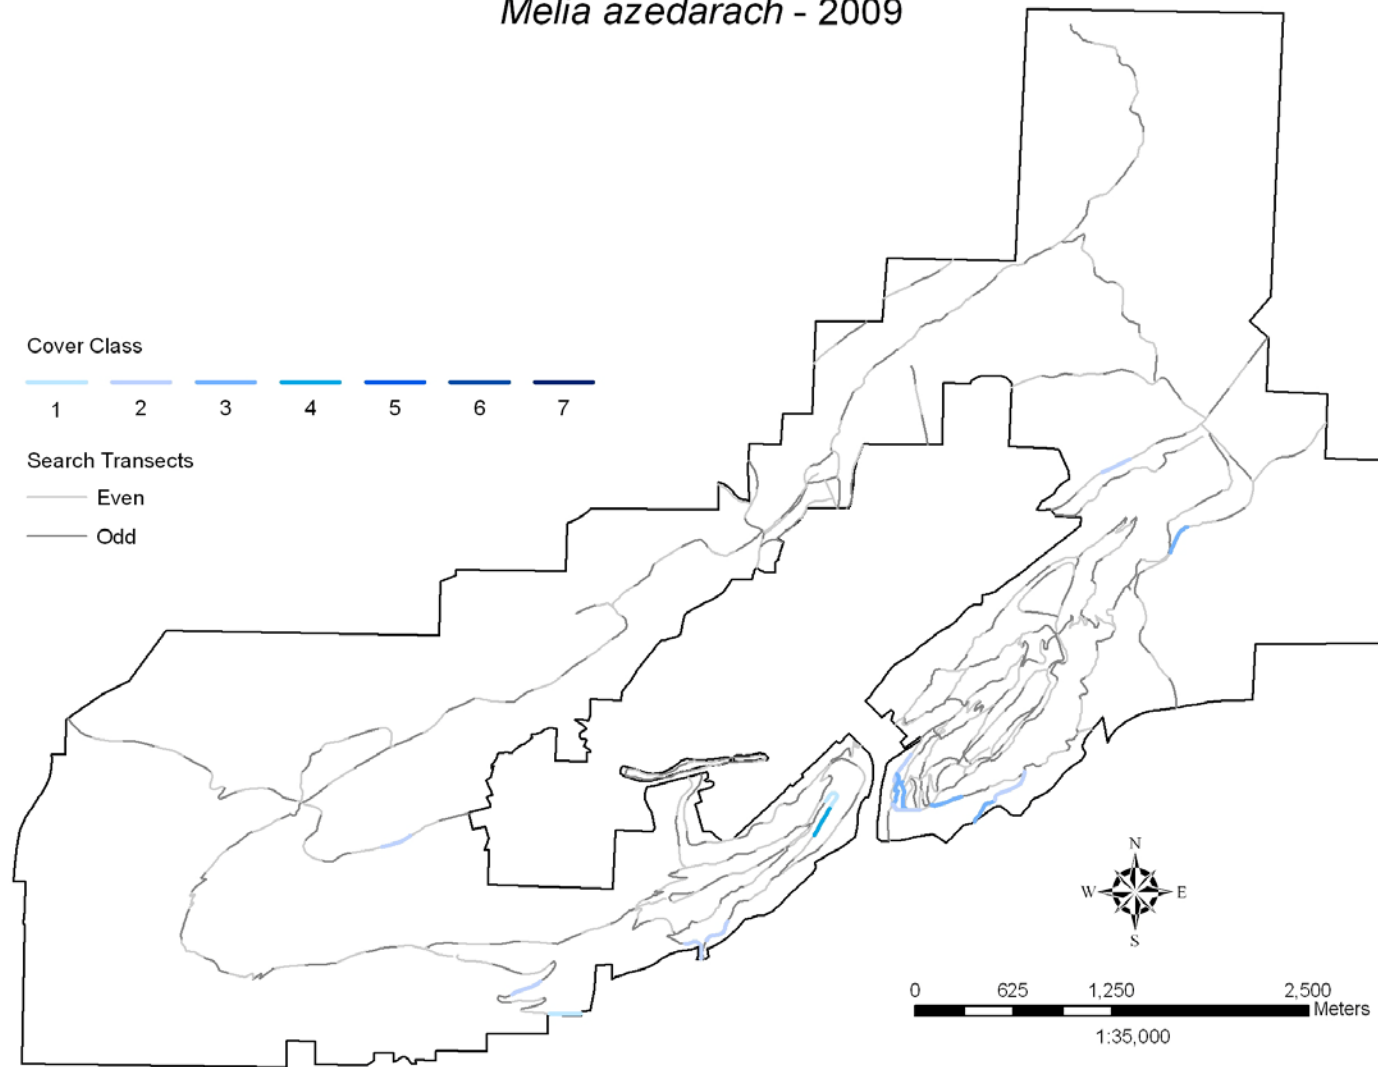 Melia azedarach - 2009
Cover Class
1 2 3 4 5 6 7
Search Transects
Even
Odd
N
W E
S
0 625 1,250 2,500
Meters
1:35,000